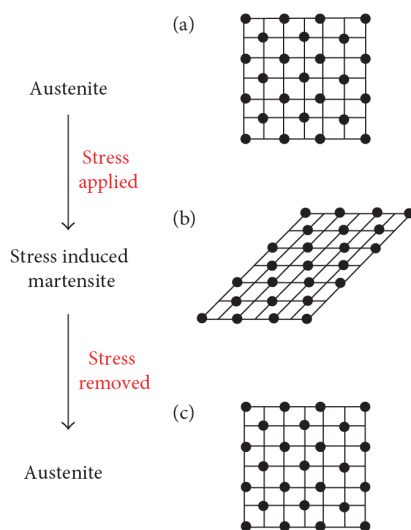 (a)
Austenite
Stress
applied
(b)
Stress induced
martensite
Stress
removed
(c)
Austenite